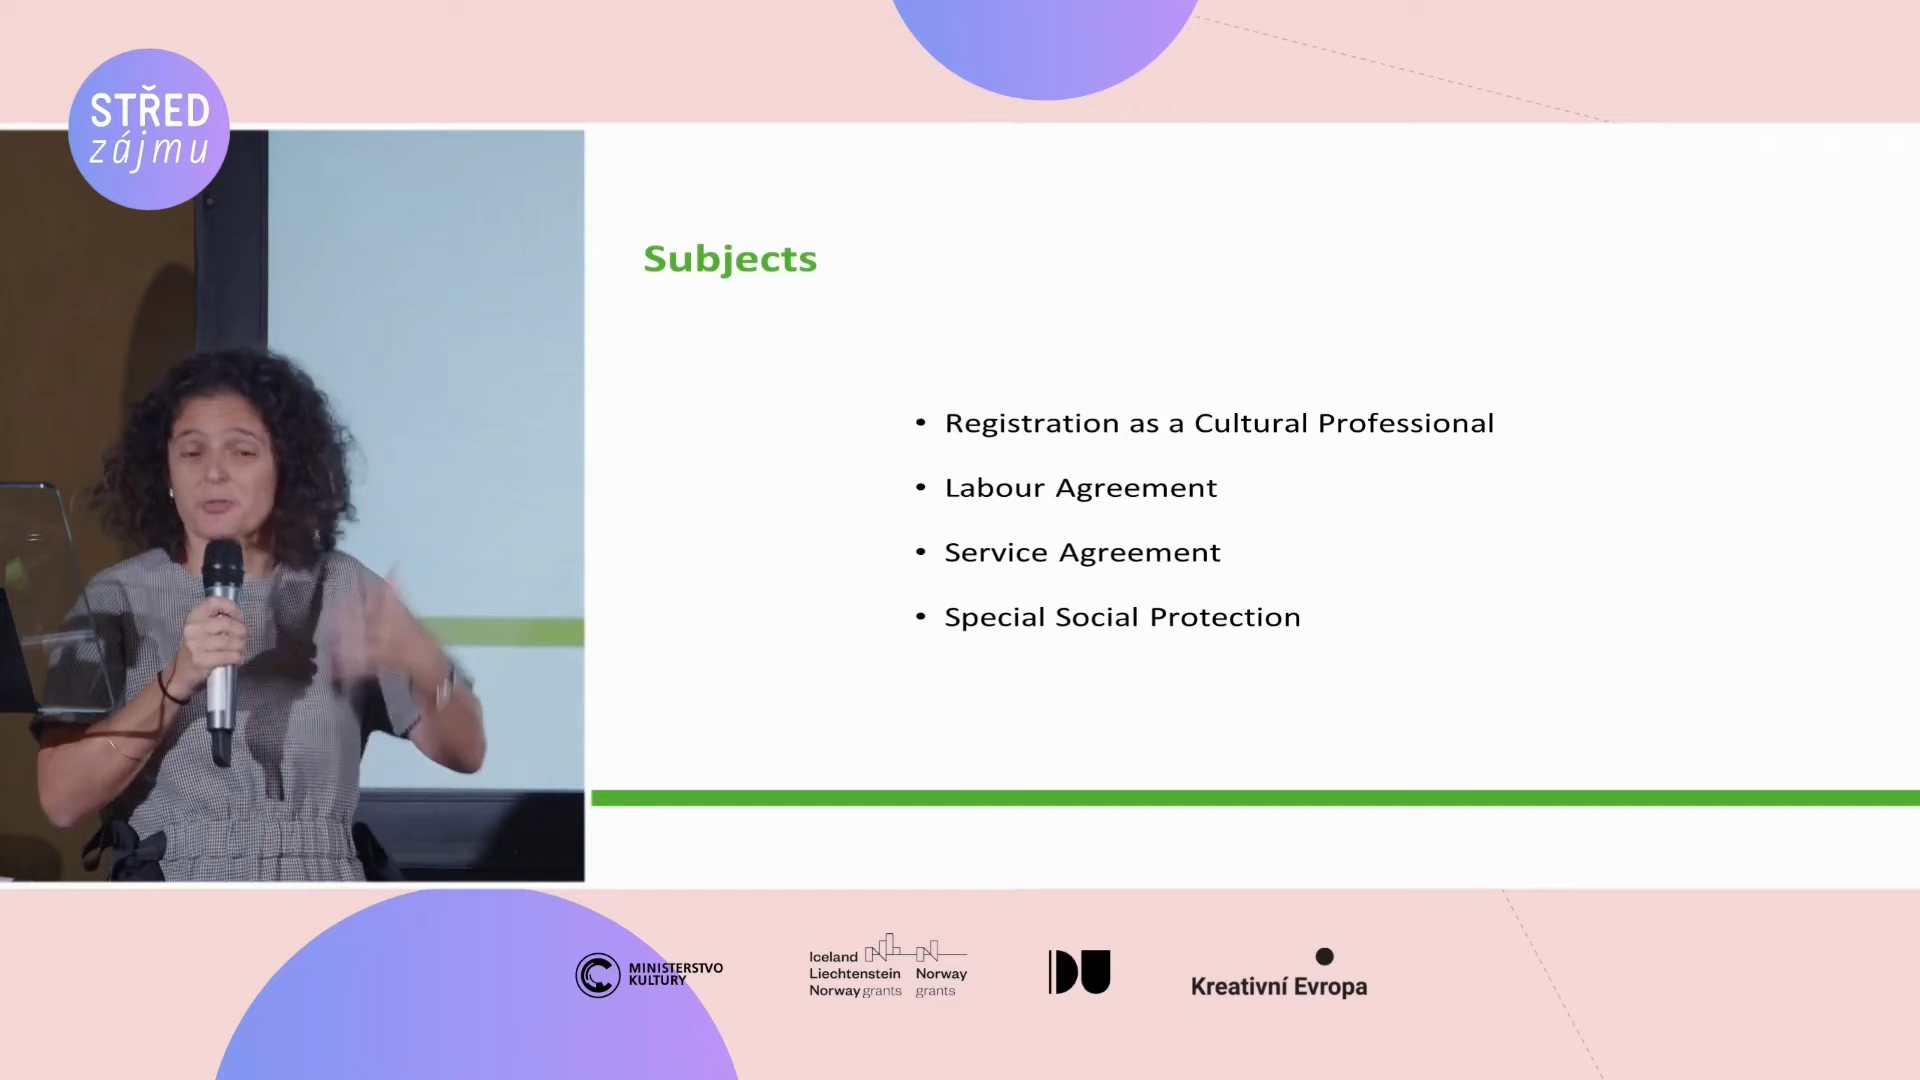 STŘED
zájmu
Subjects
• Registration as a Cultural Professional
• Labour Agreement
• Service Agreement
• Special Social Protection
MINISTERSTVO
KULTURY
Iceland
Liechtenstein
Norway grants
Norway
grants
DU
Kreativní Evropa